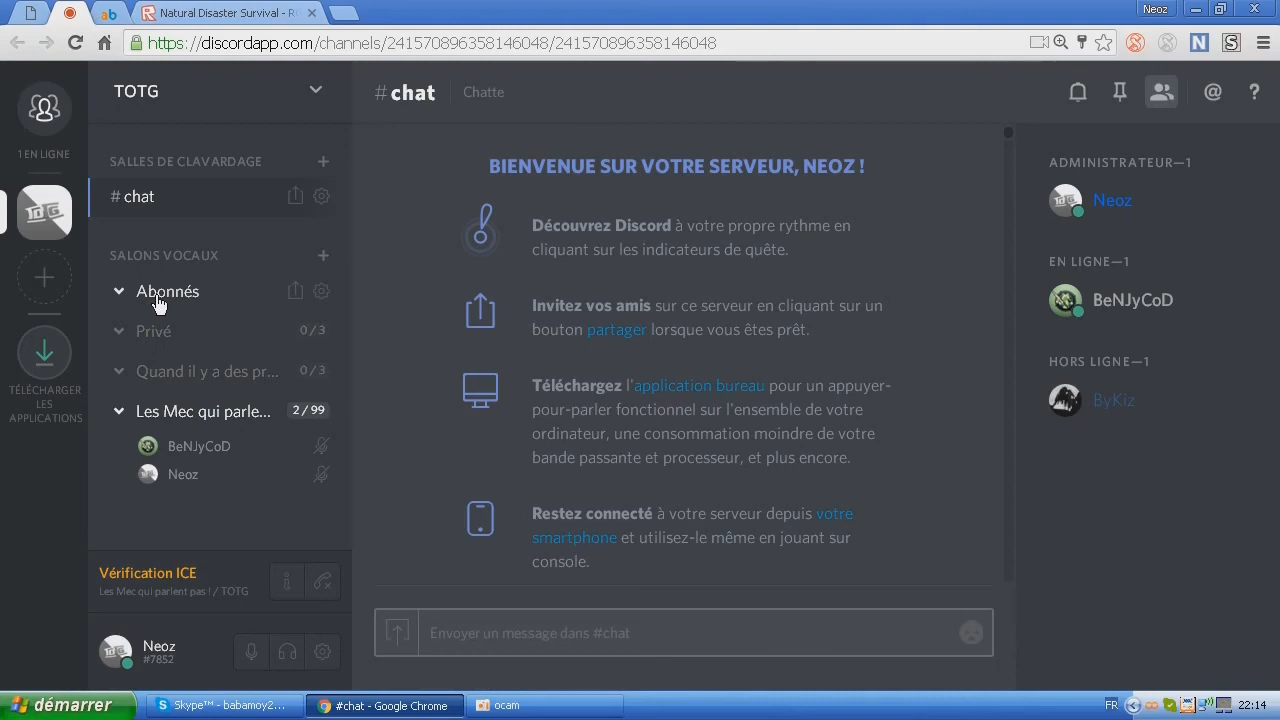 ab
Natural Disaster Survival - R
Neoz
https://discordapp.com/channels/241570896358146048/241570896358146048
N
S
1 EN LIGNE
TOTG
TÉLÉCHARGER
LES
APPLICATIONS
TOTG
SALLES DE CLAVARDAGE
#chat
SALONS VOCAUX
Abonnés
Privé 0/3
Quand il y a des pr... 0/3
Les Mec qui parle... 2/99
BeNJyCoD
Neoz
Vérification ICE
Les Mec qui parlent pas ! / TOTG
Neoz
#7852
#chat
Chatte
BIENVENUE SUR VOTRE SERVEUR, NEOZ !
Découvrez Discord à votre propre rythme en
cliquant sur les indicateurs de quête.
Invitez vos amis sur ce serveur en cliquant sur un
bouton partager lorsque vous êtes prêt.
Téléchargez l'application bureau pour un appuyer-
pour-parler fonctionnel sur l'ensemble de votre
ordinateur, une consommation moindre de votre
bande passante et processeur, et plus encore.
Restez connecté à votre serveur depuis votre
smartphone et utilisez-le même en jouant sur
console.
Envoyer un message dans #chat
ADMINISTRATEUR—1
Neoz
EN LIGNE—1
BeNJyCoD
HORS LIGNE—1
ByKiz
démarrer
Skype™ - babamoy2...
#chat - Google Chrome
ocam
FR
22:14